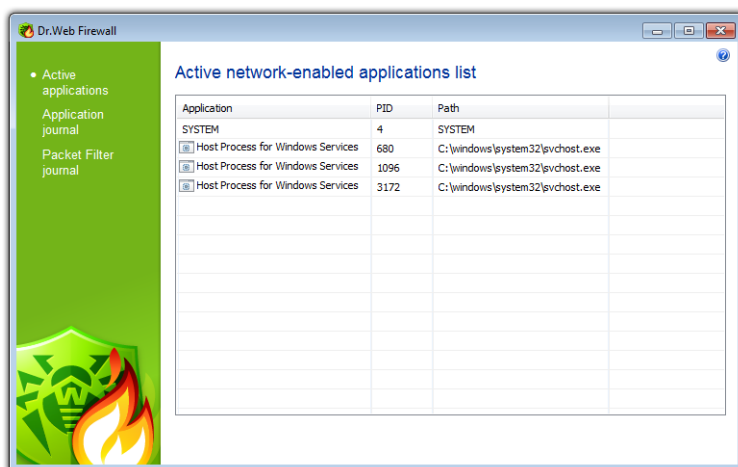 Dr.Web Firewall
Active
applications
Application
journal
Packet Filter
journal
Active network-enabled applications list
Application PID Path
SYSTEM 4 SYSTEM
Host Process for Windows Services 680 C:\windows\system32\svchost.exe
Host Process for Windows Services 1096 C:\windows\system32\svchost.exe
Host Process for Windows Services 3172 C:\windows\system32\svchost.exe